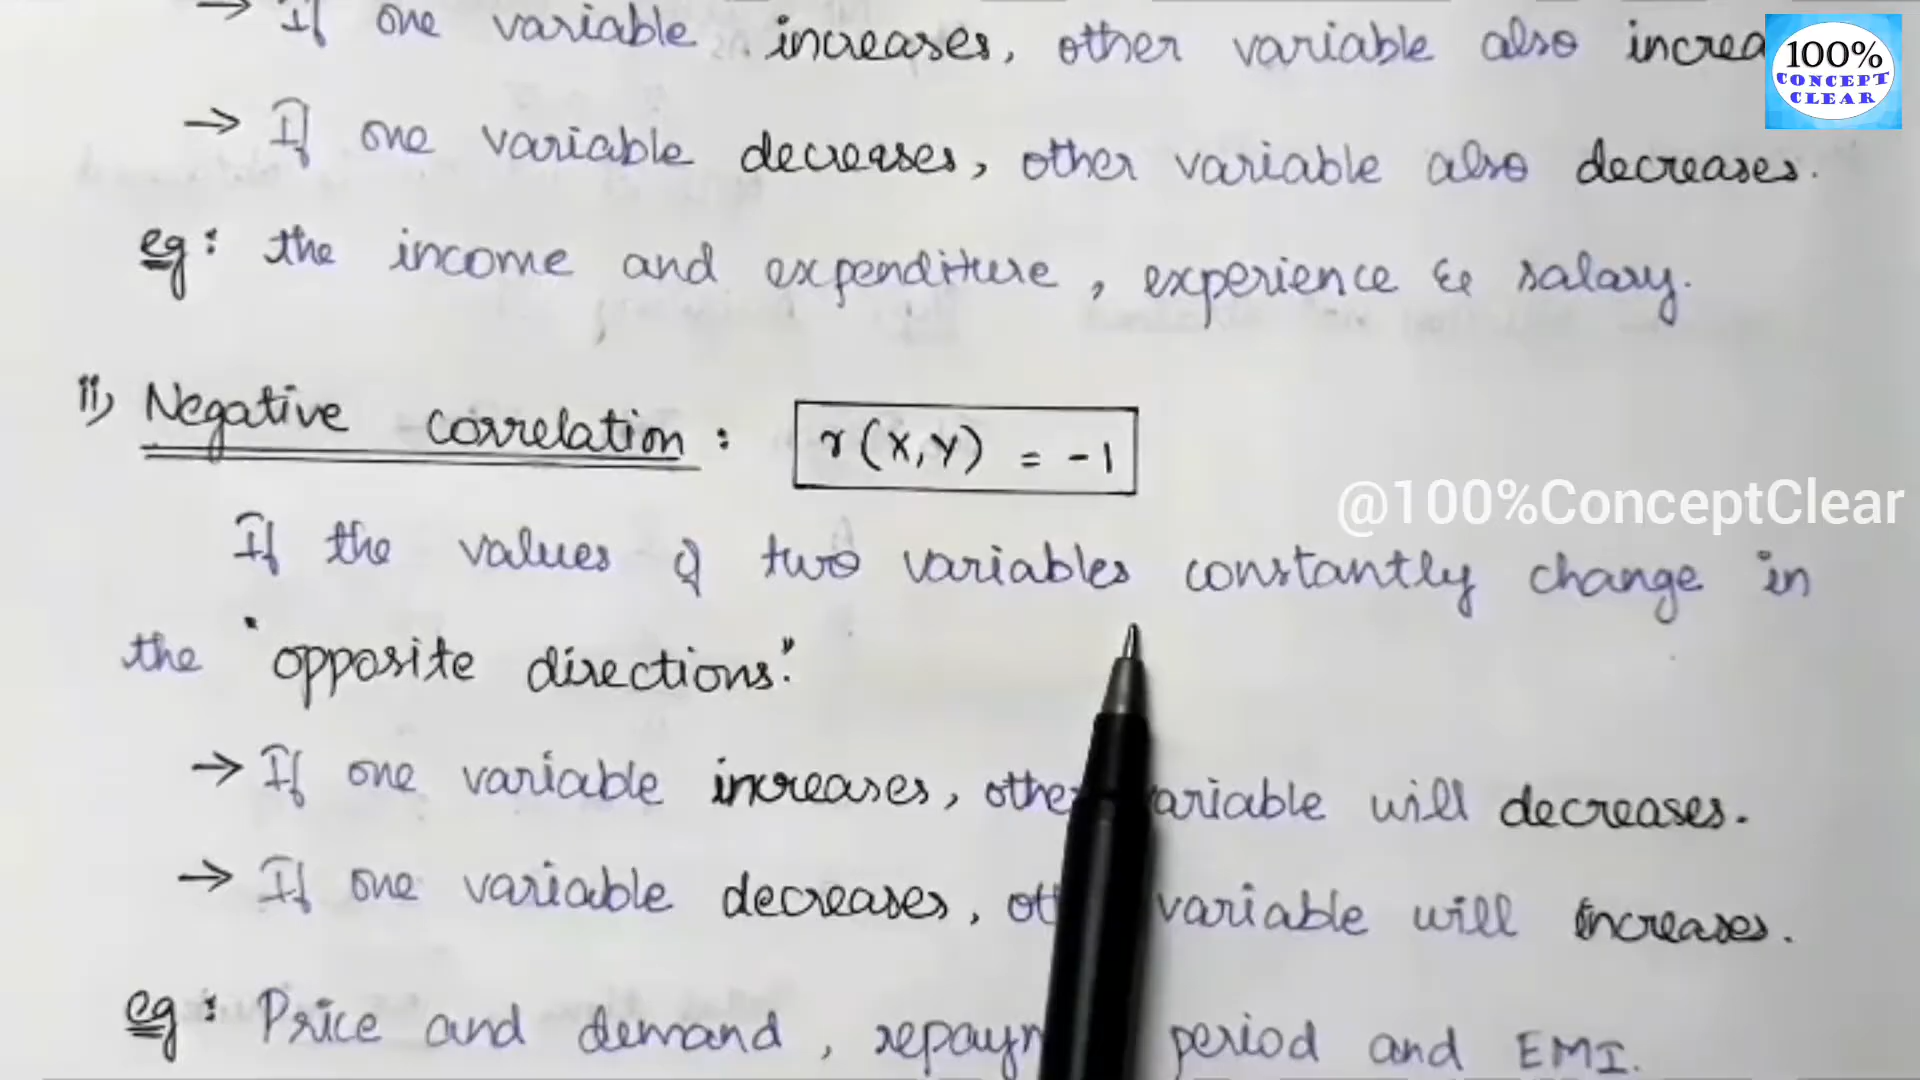 → If one variable increases, other variable also increa
100%
CONCEPT
CLEAR
→ If one variable decreases, other variable also decreases.
eg: the income and expenditure, experience & salary.
ii, Negative correlation : r(X,Y) = -1
@100%ConceptClear
If the values of two variables constantly change in
the "opposite directions".
→ If one variable increases, othe ariable will decreases.
→ If one variable decreases, ot variable will increases.
eg: Price and demand, repaym period and EMI.